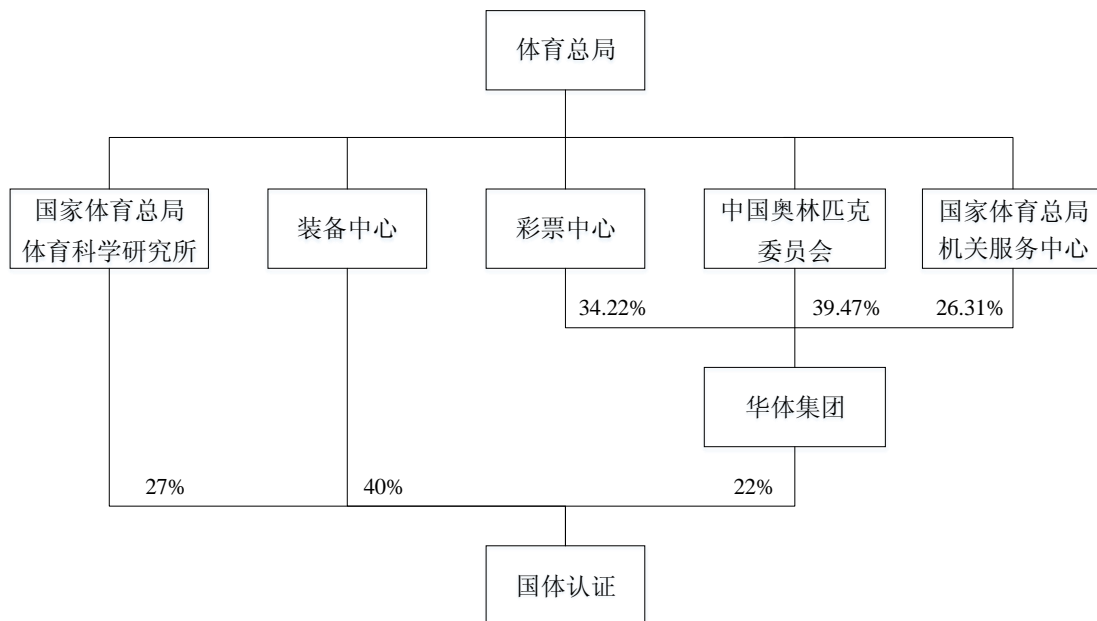 体育总局
国家体育总局
体育科学研究所
装备中心
彩票中心
中国奥林匹克
委员会
国家体育总局
机关服务中心
34.22%
39.47%
26.31%
华体集团
27%
40%
22%
国体认证